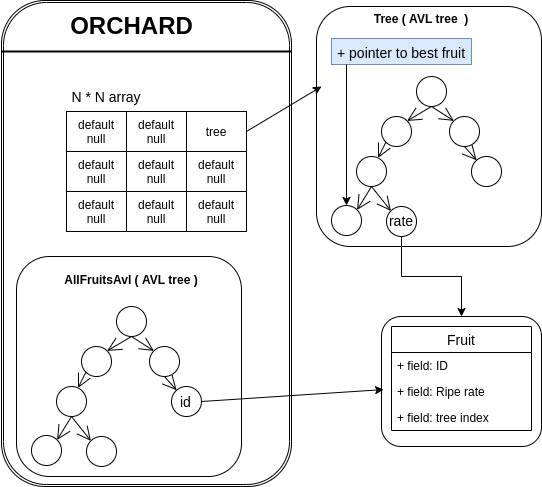 ORCHARD
N * N array
default null
default null
tree
default null
default null
default null
default null
default null
default null
AllFruitsAvl ( AVL tree )
id
Tree ( AVL tree )
+ pointer to best fruit
rate
Fruit
+ field: ID
+ field: Ripe rate
+ field: tree index